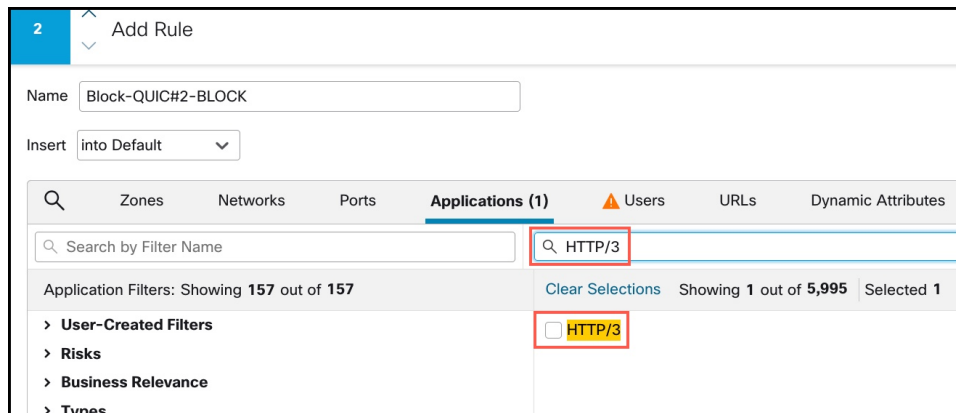 2
Add Rule
Name Block-QUIC#2-BLOCK
Insert into Default
Zones Networks Ports Applications (1) Users URLs Dynamic Attributes
Search by Filter Name HTTP/3
Application Filters: Showing 157 out of 157 Clear Selections Showing 1 out of 5,995 Selected 1
User-Created Filters HTTP/3
Risks
Business Relevance
Types